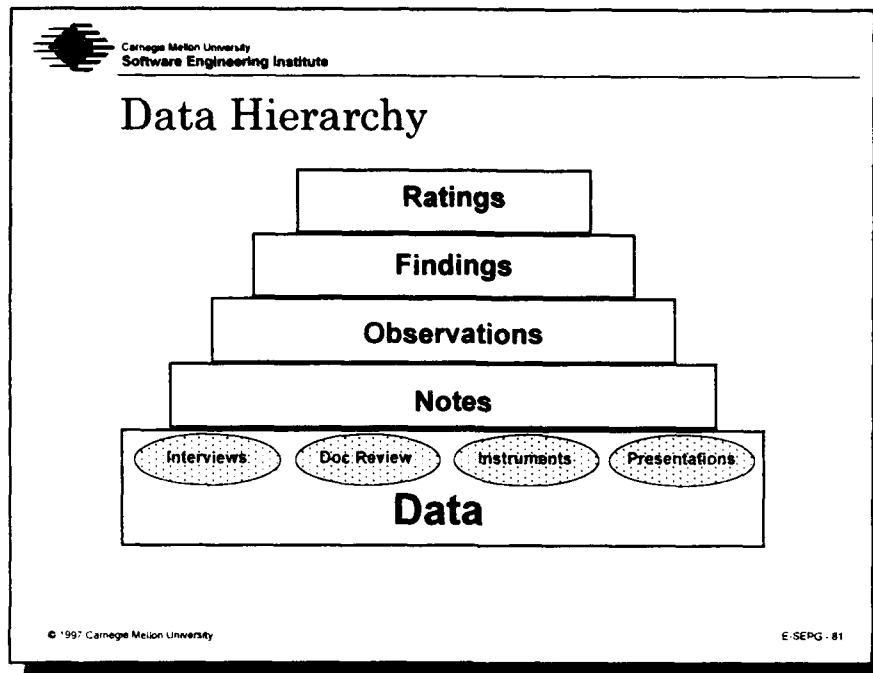 Carnegie Mellon University
Software Engineering Institute
Data Hierarchy
Ratings
Findings
Observations
Notes
Interviews Doc Review Instruments Presentations
Data
© 1997 Carnegie Mellon University E-SEPG - 81